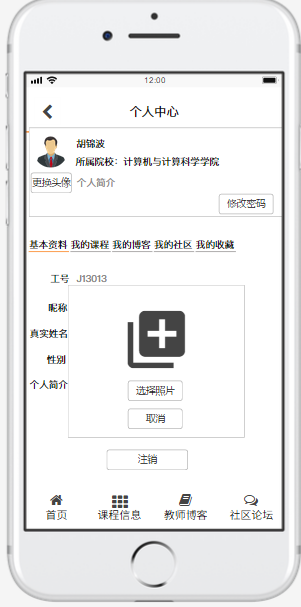 12:00
个人中心
胡锦波
所属院校：计算机与计算科学学院
更换头像 个人简介
修改密码
基本资料 我的课程 我的博客 我的社区 我的收藏
工号 J13013
昵称
真实姓名
性别
个人简介
选择照片
取消
注销
首页 课程信息 教师博客 社区论坛